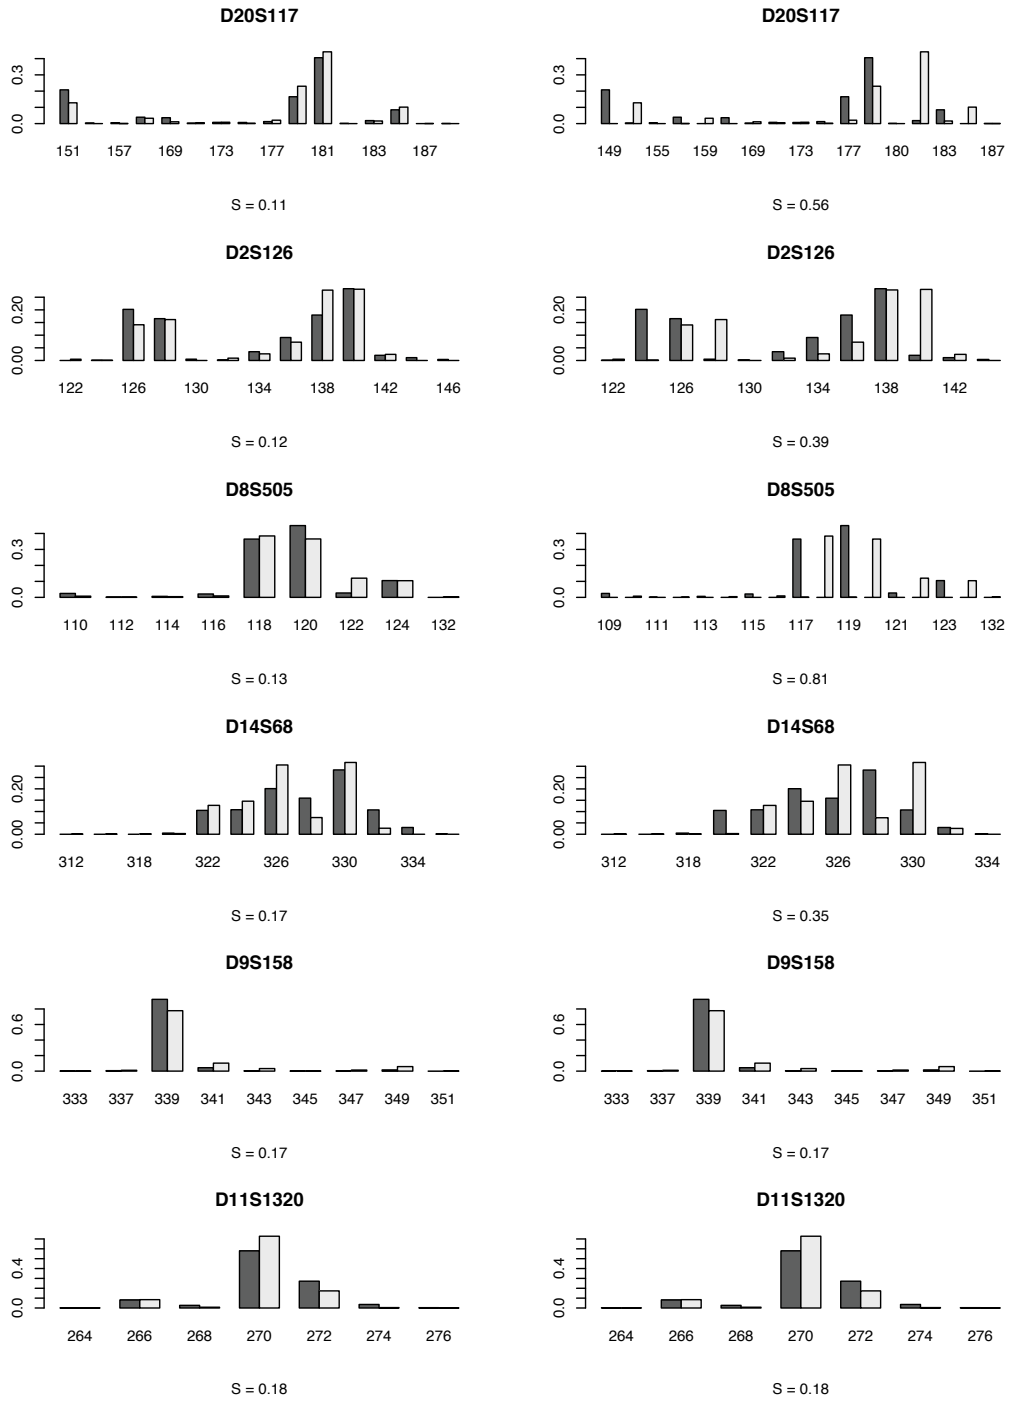 D20S117 D20S117
0.3 0.3
0.0 0.0
151 157 169 173 177 181 183 187 149 155 159 169 173 177 180 183 187
S = 0.11 S = 0.56
D2S126 D2S126
0.20 0.20
0.00 0.00
122 126 130 134 138 142 146 122 126 130 134 138 142
S = 0.12 S = 0.39
D8S505 D8S505
0.3 0.3
0.0 0.0
110 112 114 116 118 120 122 124 132 109 111 113 115 117 119 121 123 132
S = 0.13 S = 0.81
D14S68 D14S68
0.20 0.20
0.00 0.00
312 318 322 326 330 334 312 318 322 326 330 334
S = 0.17 S = 0.35
D9S158 D9S158
0.6 0.6
0.0 0.0
333 337 339 341 343 345 347 349 351 333 337 339 341 343 345 347 349 351
S = 0.17 S = 0.17
D11S1320 D11S1320
0.4 0.4
0.0 0.0
264 266 268 270 272 274 276 264 266 268 270 272 274 276
S = 0.18 S = 0.18